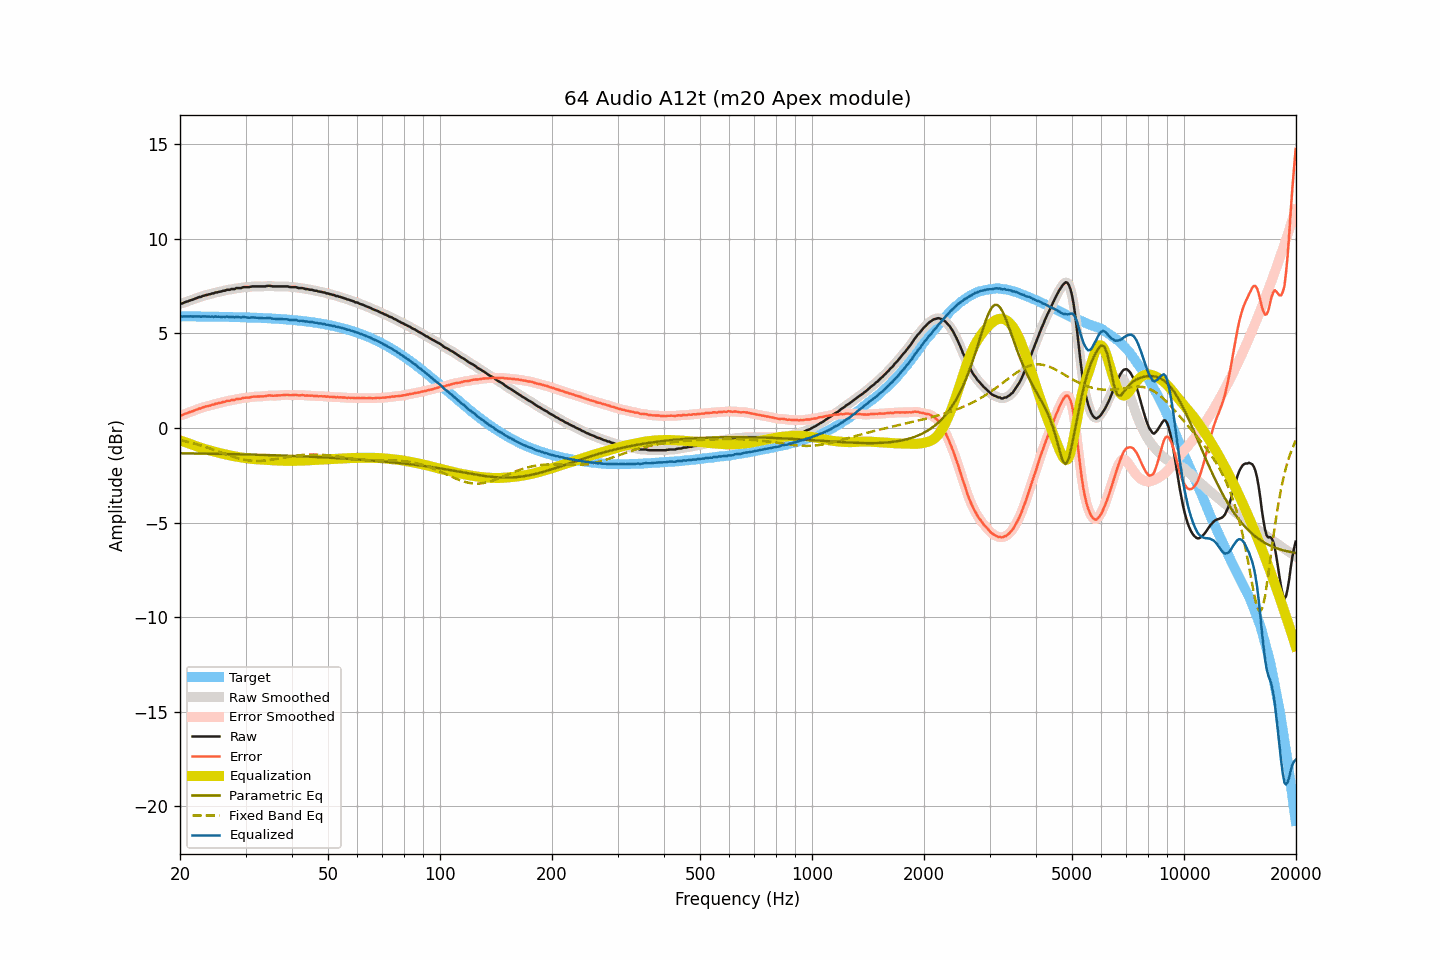 64 Audio A12t (m20 Apex module)
15
10
5
0
−5
−10
−15
−20
Amplitude (dBr)
Target
Raw Smoothed
Error Smoothed
Raw
Error
Equalization
Parametric Eq
Fixed Band Eq
Equalized
20 50 100 200 500 1000 2000 5000 10000 20000
Frequency (Hz)